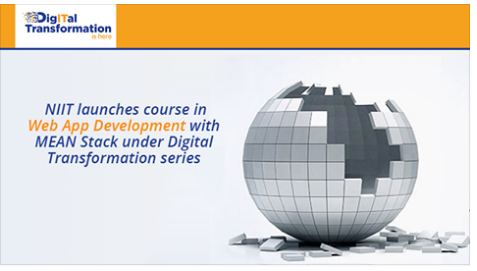 DigITal
Transformation
is here
NIIT launches course in
Web App Development with
MEAN Stack under Digital
Transformation series